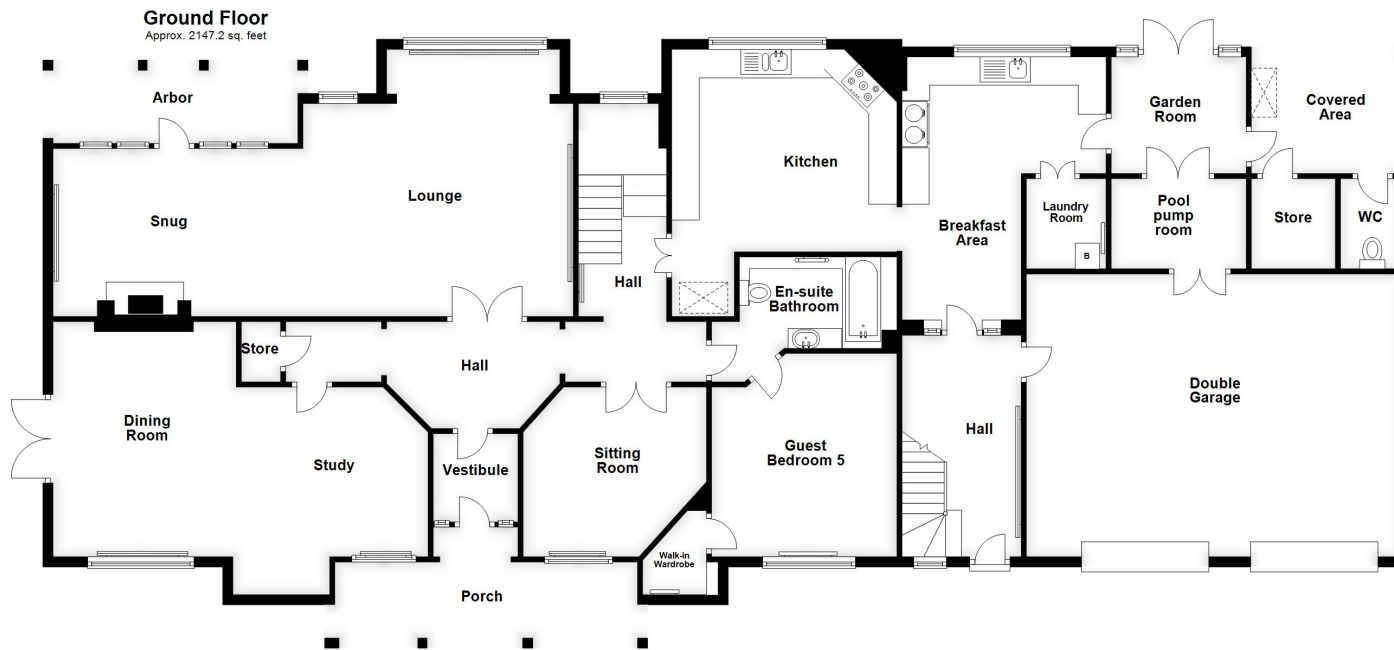 Ground Floor
Approx. 2147.2 sq. feet
Arbor
Garden
Room
Covered
Area
Kitchen
Lounge
Snug
Laundry
Room
Pool
pump
room
Store
WC
Breakfast
Area
B
Hall
En-suite
Bathroom
Store
Hall
Double
Garage
Dining
Room
Study
Vestibule
Sitting
Room
Guest
Bedroom 5
Hall
Walk-in
Wardrobe
Porch